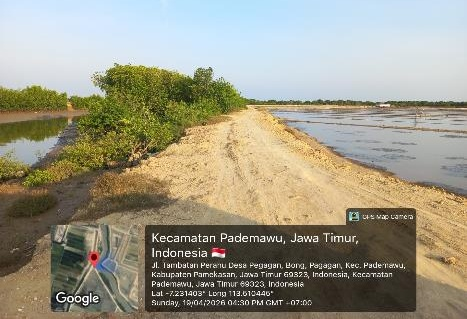 GPS Map Camera
Kecamatan Pademawu, Jawa Timur,
Indonesia 🇮🇩
Jl. Tambatan Perahu Desa Pegagan, Bong, Pagagan, Kec. Pademawu,
Kabupaten Pamekasan, Jawa Timur 69323, Indonesia, Kecamatan
Pademawu, Jawa Timur 69323, Indonesia
Lat -7.231403° Long 113.510446°
Sunday, 19/04/2026 04:30 PM GMT +07:00
Google